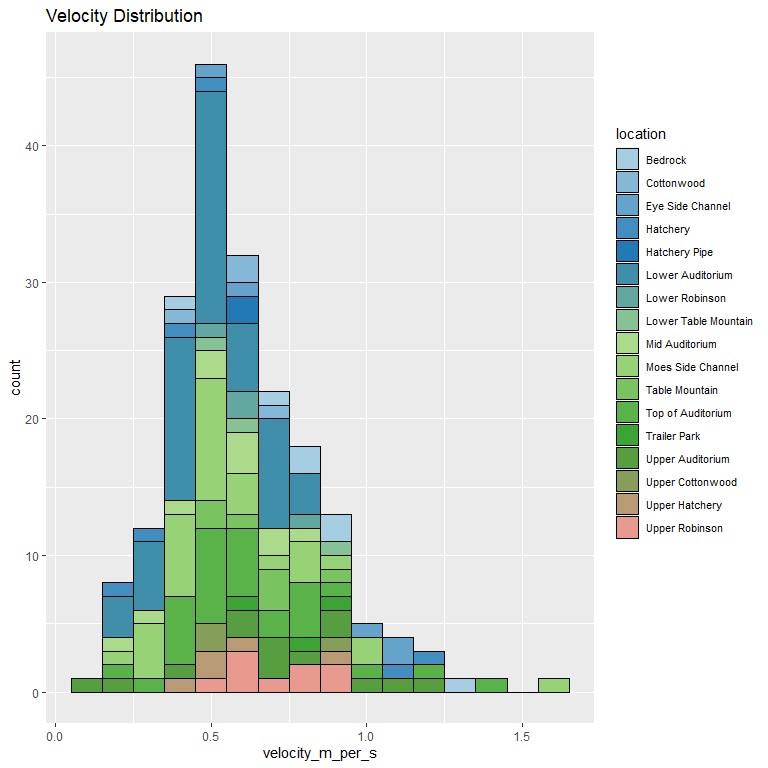 Velocity Distribution
count
40
30
20
10
0
0.0
0.5
1.0
1.5
velocity_m_per_s
location
Bedrock
Cottonwood
Eye Side Channel
Hatchery
Hatchery Pipe
Lower Auditorium
Lower Robinson
Lower Table Mountain
Mid Auditorium
Moes Side Channel
Table Mountain
Top of Auditorium
Trailer Park
Upper Auditorium
Upper Cottonwood
Upper Hatchery
Upper Robinson